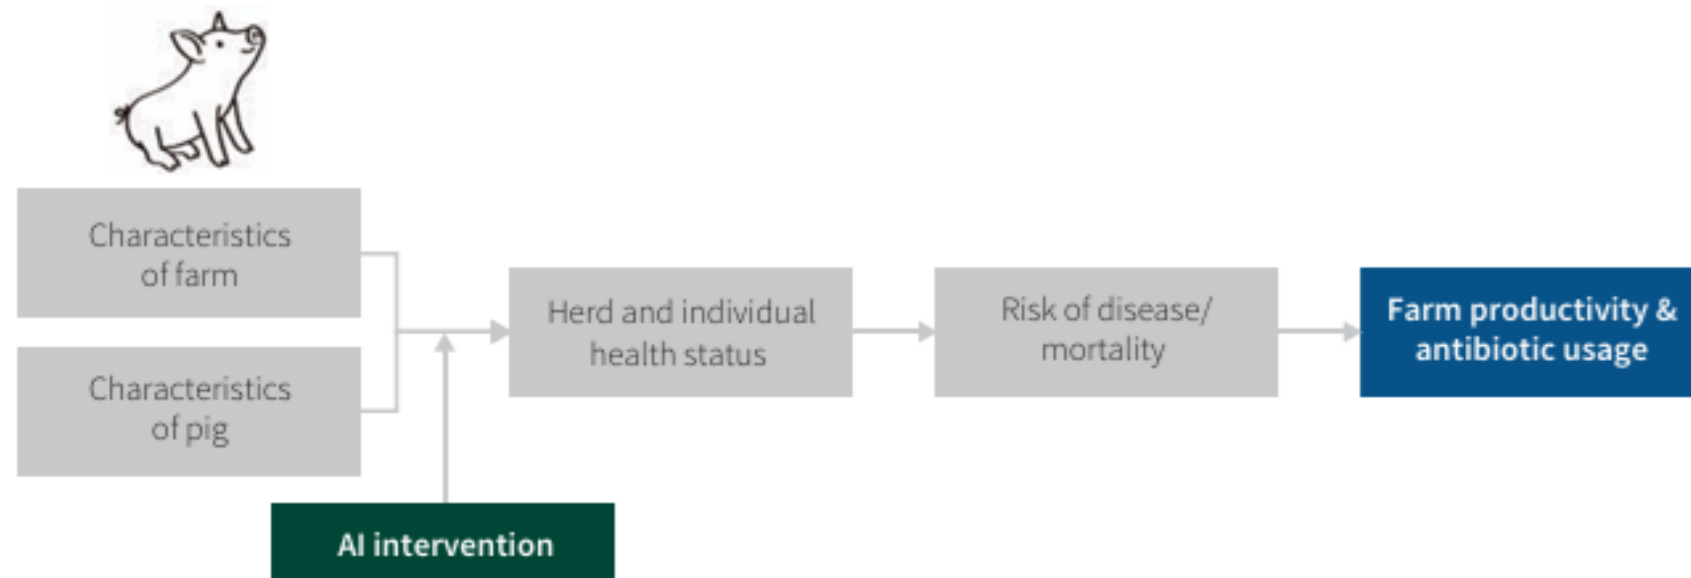 Characteristics
of farm
Characteristics
of pig
AI intervention
Herd and individual
health status
Risk of disease/
mortality
Farm productivity &
antibiotic usage